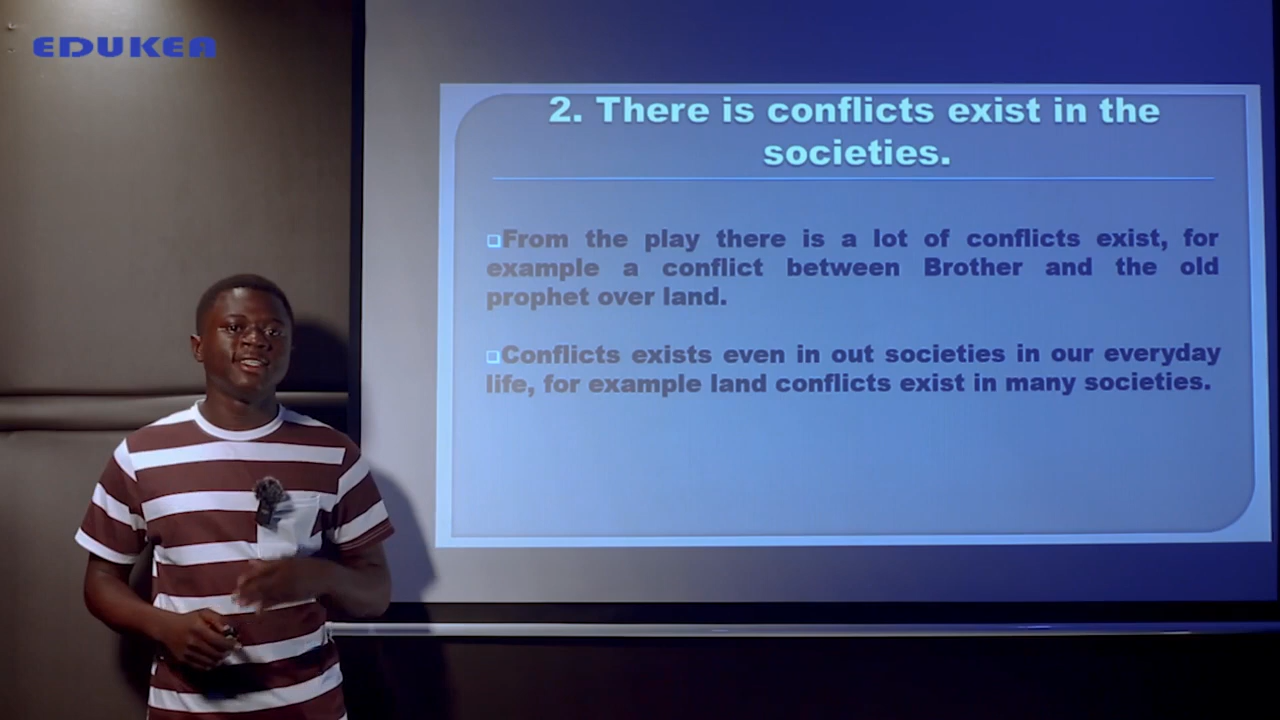 EDUKEA
2. There is conflicts exist in the
societies.
From the play there is a lot of conflicts exist, for
example a conflict between Brother and the old
prophet over land.
Conflicts exists even in out societies in our everyday
life, for example land conflicts exist in many societies.